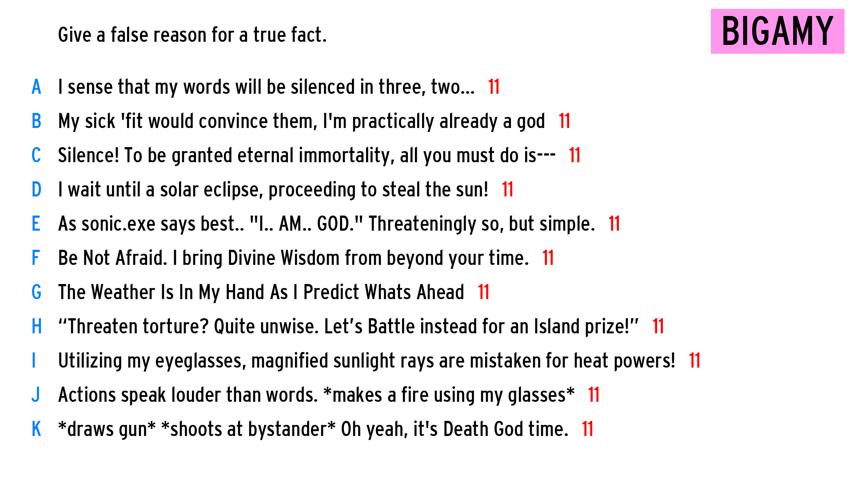 Give a false reason for a true fact.
BIGAMY
A I sense that my words will be silenced in three, two... 11
B My sick 'fit would convince them, I'm practically already a god 11
C Silence! To be granted eternal immortality, all you must do is--- 11
D I wait until a solar eclipse, proceeding to steal the sun! 11
E As sonic.exe says best.. "I.. AM.. GOD." Threateningly so, but simple. 11
F Be Not Afraid. I bring Divine Wisdom from beyond your time. 11
G The Weather Is In My Hand As I Predict Whats Ahead 11
H “Threaten torture? Quite unwise. Let’s Battle instead for an Island prize!” 11
I Utilizing my eyeglasses, magnified sunlight rays are mistaken for heat powers! 11
J Actions speak louder than words. *makes a fire using my glasses* 11
K *draws gun* *shoots at bystander* Oh yeah, it's Death God time. 11